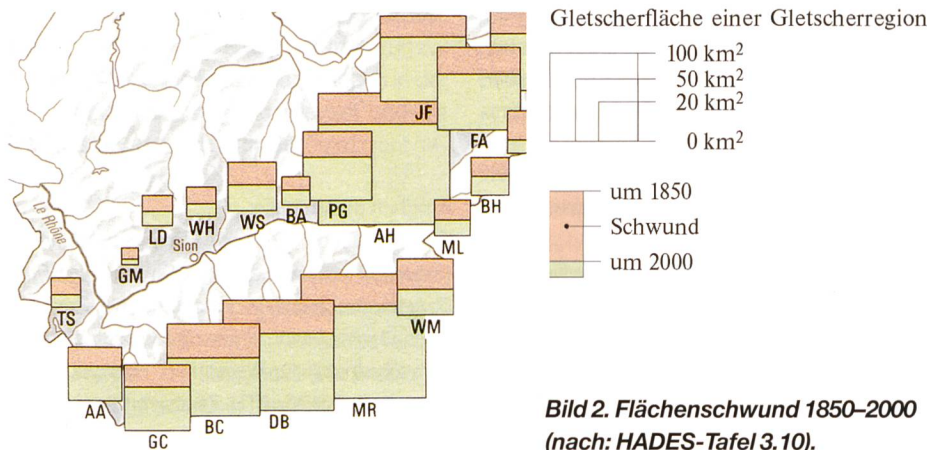 Gletscherfläche einer Gletscherregion
100 km²
50 km²
20 km²
0 km²
um 1850
Schwund
um 2000
JF
FA
PG
AH
BH
ML
BA
WS
WH
LD
Sion
GM
Le Rhône
TS
WM
MR
DB
BC
GC
AA
Bild 2. Flächenschwund 1850–2000
(nach: HADES-Tafel 3.10).